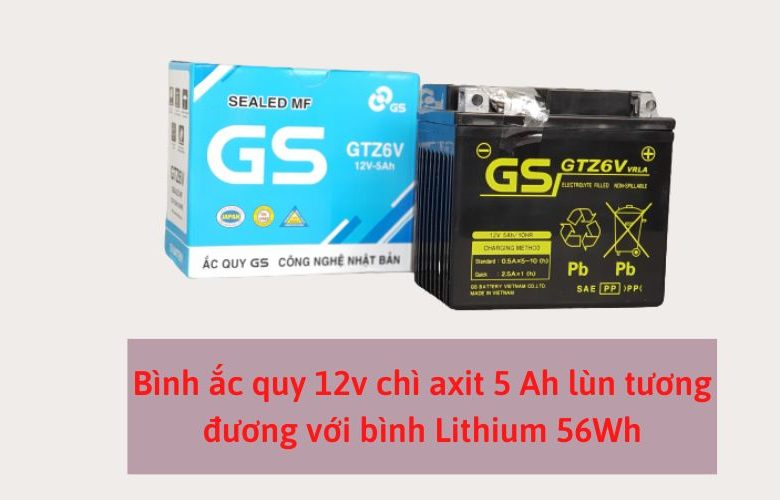 SEALED MF
GS
GS
GTZ6V
12V-5Ah
JAPAN
ẮC QUY GS CÔNG NGHỆ NHẬT BẢN
GS
GTZ6V VRLA
ELECTROLYTE FILLED NON-SPILLABLE
12V 5Ah/10HR
CHARGING METHOD
Standard : 0.5A×5~10 (h)
Quick : 2.5A×1 (h)
GS BATTERY VIETNAM CO.LTD.
MADE IN VIETNAM
Pb Pb
SAE PP )PP(
Bình ắc quy 12v chì axit 5 Ah lùn tương
đương với bình Lithium 56Wh